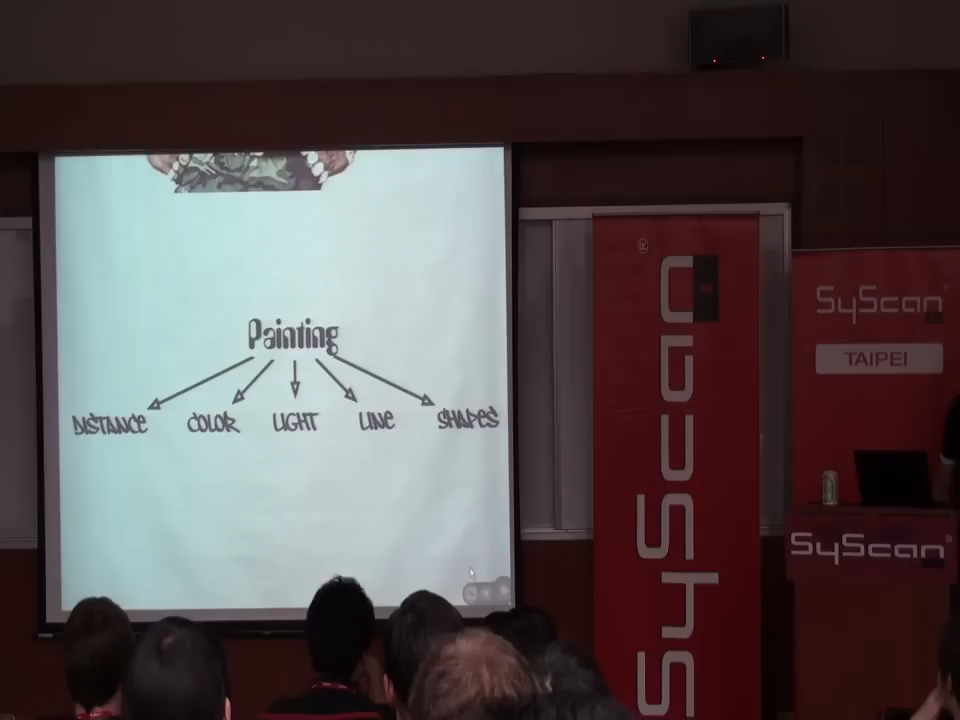 Painting
DISTANCE COLOR LIGHT LINE SHAPES
SyScan®
SyScan
TAIPEI
SyScan